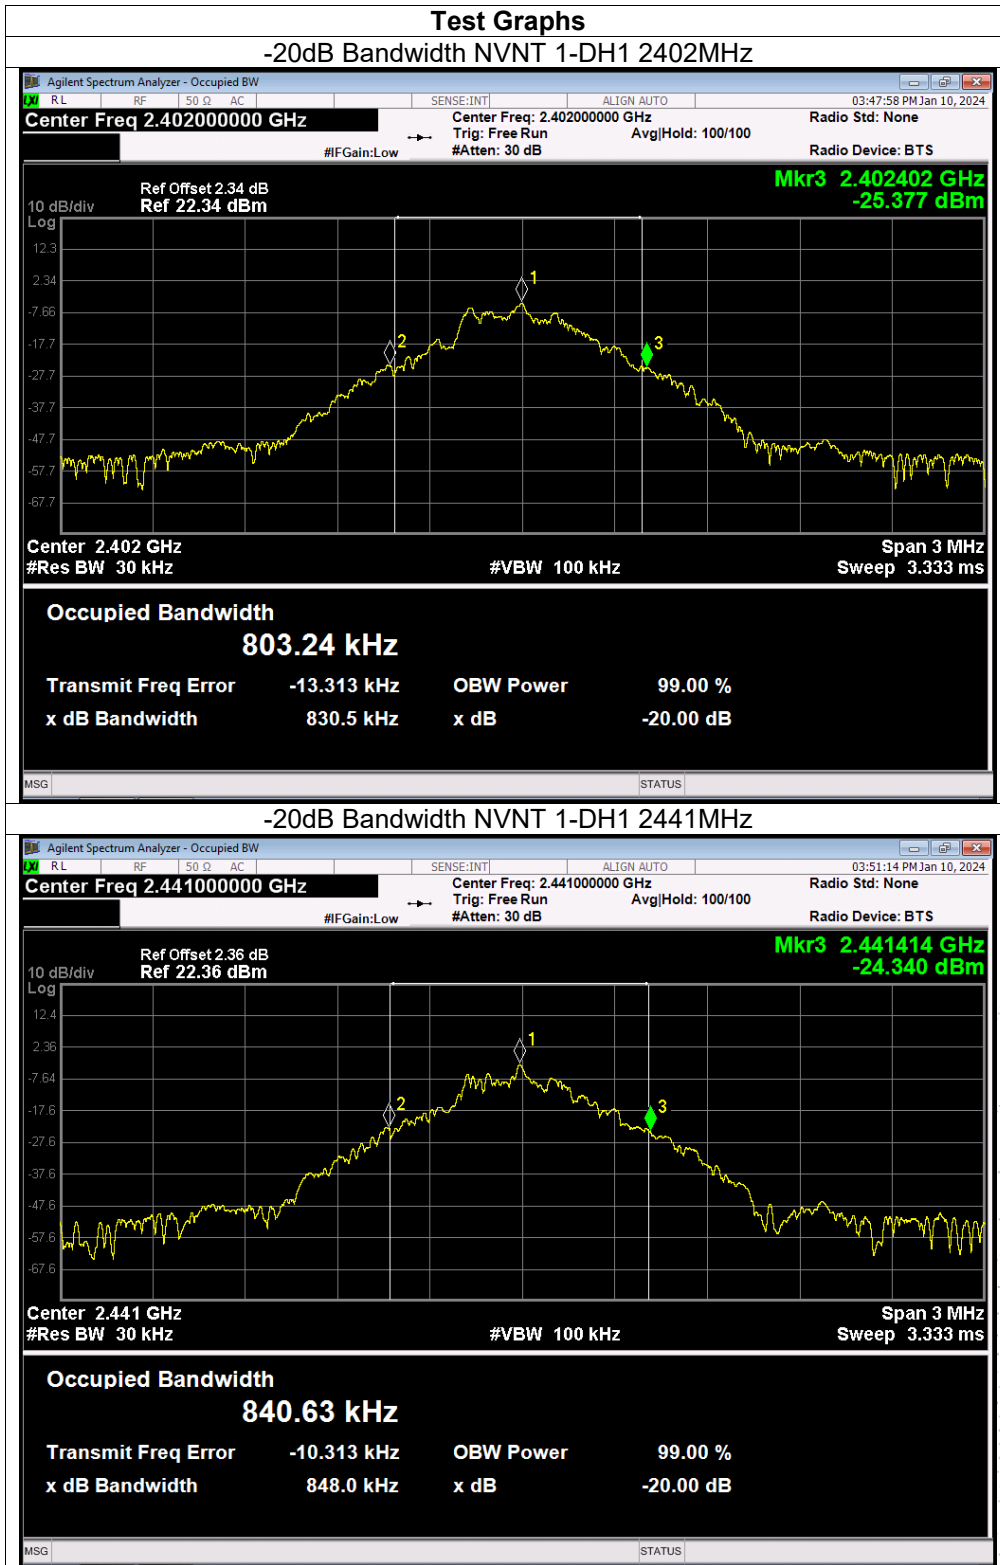 Test Graphs
-20dB Bandwidth NVNT 1-DH1 2402MHz
Agilent Spectrum Analyzer - Occupied BW
LXI RL RF 50 Ω AC SENSE:INT ALIGN AUTO 03:47:58 PM Jan 10, 2024
Center Freq 2.402000000 GHz Center Freq: 2.402000000 GHz Radio Std: None
Trig: Free Run Avg|Hold: 100/100
#IFGain:Low #Atten: 30 dB Radio Device: BTS
Mkr3 2.402402 GHz
-25.377 dBm
Ref Offset 2.34 dB
10 dB/div Ref 22.34 dBm
Log
12.3
2.34
-7.66
-17.7
-27.7
-37.7
-47.7
-57.7
-67.7
1
2
3
Center 2.402 GHz Span 3 MHz
#Res BW 30 kHz #VBW 100 kHz Sweep 3.333 ms
Occupied Bandwidth
803.24 kHz
Transmit Freq Error -13.313 kHz OBW Power 99.00 %
x dB Bandwidth 830.5 kHz x dB -20.00 dB
MSG STATUS
-20dB Bandwidth NVNT 1-DH1 2441MHz
Agilent Spectrum Analyzer - Occupied BW
LXI RL RF 50 Ω AC SENSE:INT ALIGN AUTO 03:51:14 PM Jan 10, 2024
Center Freq 2.441000000 GHz Center Freq: 2.441000000 GHz Radio Std: None
Trig: Free Run Avg|Hold: 100/100
#IFGain:Low #Atten: 30 dB Radio Device: BTS
Mkr3 2.441414 GHz
-24.340 dBm
Ref Offset 2.36 dB
10 dB/div Ref 22.36 dBm
Log
12.4
2.36
-7.64
-17.6
-27.6
-37.6
-47.6
-57.6
-67.6
1
2
3
Center 2.441 GHz Span 3 MHz
#Res BW 30 kHz #VBW 100 kHz Sweep 3.333 ms
Occupied Bandwidth
840.63 kHz
Transmit Freq Error -10.313 kHz OBW Power 99.00 %
x dB Bandwidth 848.0 kHz x dB -20.00 dB
MSG STATUS